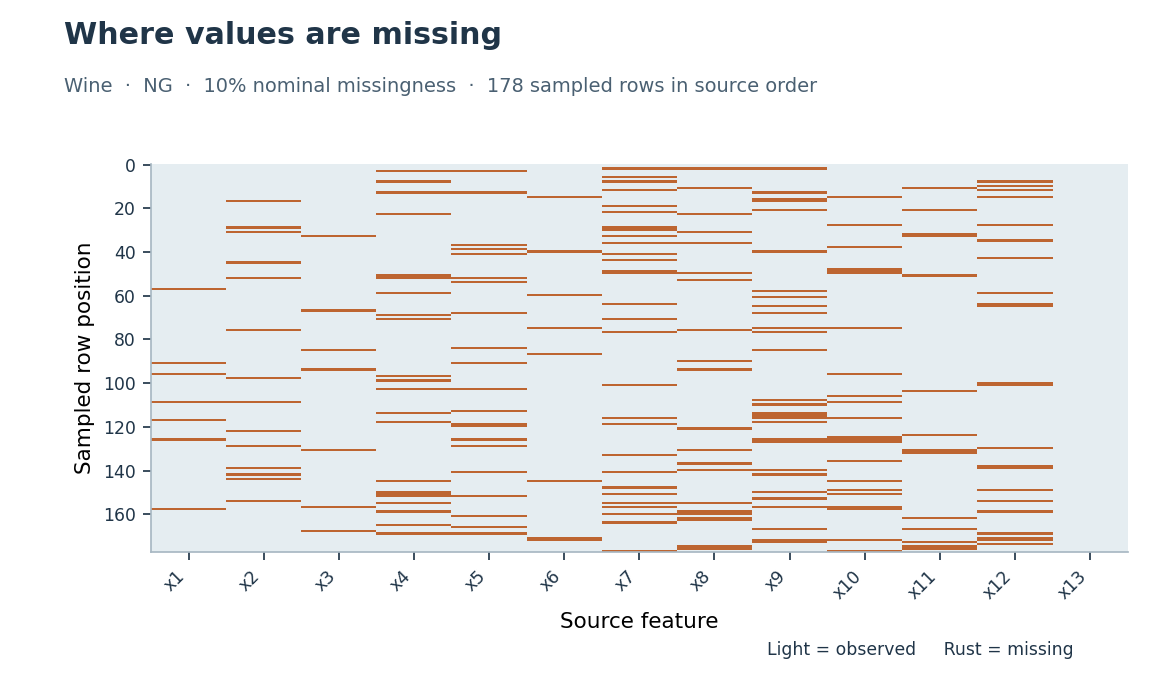 Where values are missing
Wine · NG · 10% nominal missingness · 178 sampled rows in source order
0
20
40
60
80
100
120
140
160
Sampled row position
x1
x2
x3
x4
x5
x6
x7
x8
x9
x10
x11
x12
x13
Source feature
Light = observed Rust = missing